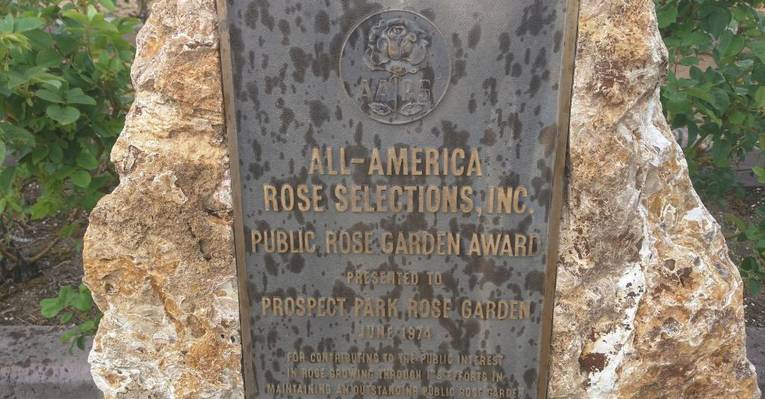 AARS
ALL-AMERICA
ROSE SELECTIONS, INC.
PUBLIC ROSE GARDEN AWARD
PRESENTED TO
PROSPECT PARK ROSE GARDEN
JUNE 1974
FOR CONTRIBUTING TO THE PUBLIC INTEREST
IN ROSE GROWING THROUGH ITS EFFORTS IN
MAINTAINING AN OUTSTANDING PUBLIC ROSE GARDEN